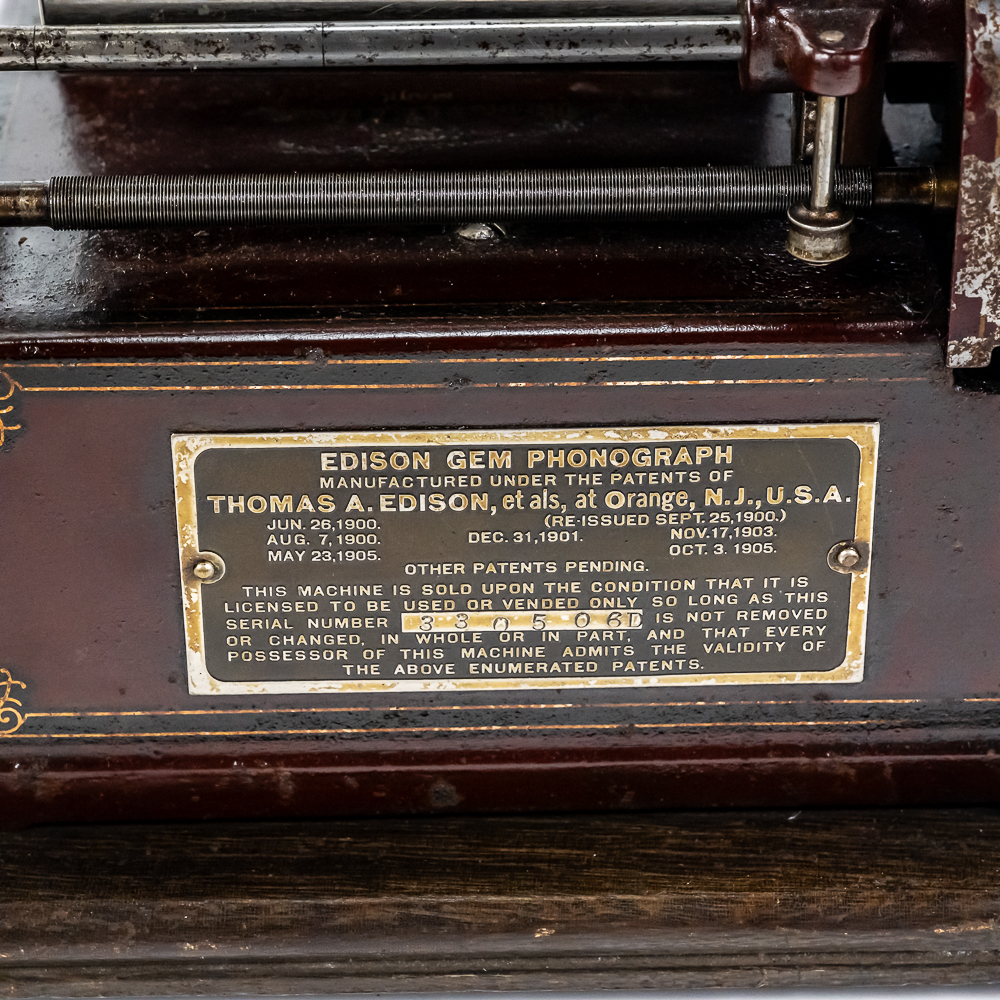 EDISON GEM PHONOGRAPH
MANUFACTURED UNDER THE PATENTS OF
THOMAS A. EDISON, et als, at Orange, N.J., U.S.A.
JUN. 26,1900. (RE-ISSUED SEPT. 25,1900.)
AUG. 7, 1900. DEC. 31,1901. NOV.17,1903.
MAY 23,1905. OCT. 3. 1905.
OTHER PATENTS PENDING.
THIS MACHINE IS SOLD UPON THE CONDITION THAT IT IS
LICENSED TO BE USED OR VENDED ONLY SO LONG AS THIS
SERIAL NUMBER 330506D IS NOT REMOVED
OR CHANGED, IN WHOLE OR IN PART, AND THAT EVERY
POSSESSOR OF THIS MACHINE ADMITS THE VALIDITY OF
THE ABOVE ENUMERATED PATENTS.